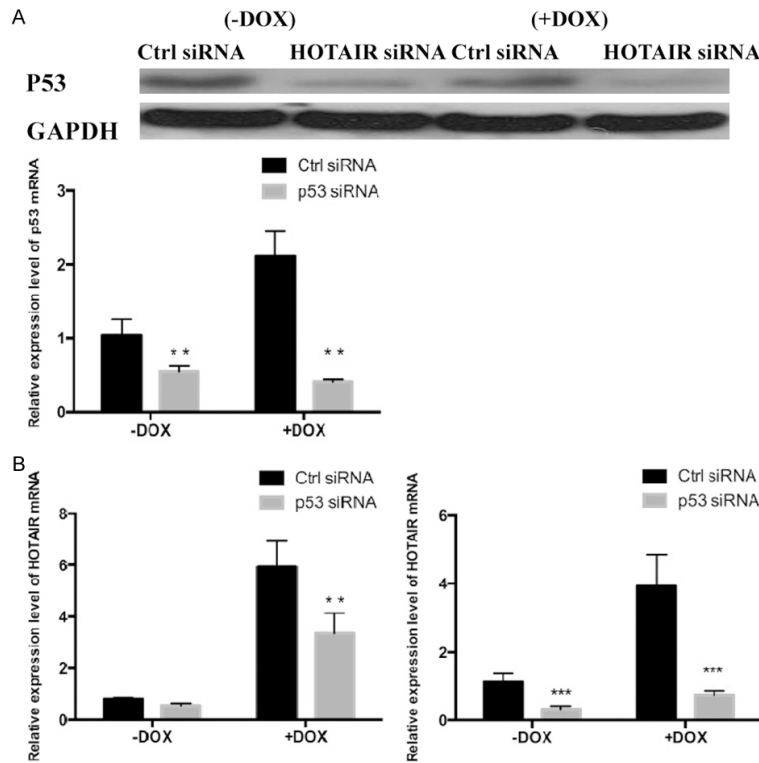 A
(-DOX) (+DOX)
Ctrl siRNA HOTAIR siRNA Ctrl siRNA HOTAIR siRNA
P53
GAPDH
Ctrl siRNA
p53 siRNA
Relative expression level of p53 mRNA
3
2
1
0
* *
* *
-DOX +DOX
B
Ctrl siRNA
p53 siRNA
Relative expression level of HOTAIR mRNA
8
6
4
2
0
* *
-DOX +DOX
Ctrl siRNA
p53 siRNA
Relative expression level of HOTAIR mRNA
6
4
2
0
***
***
-DOX +DOX